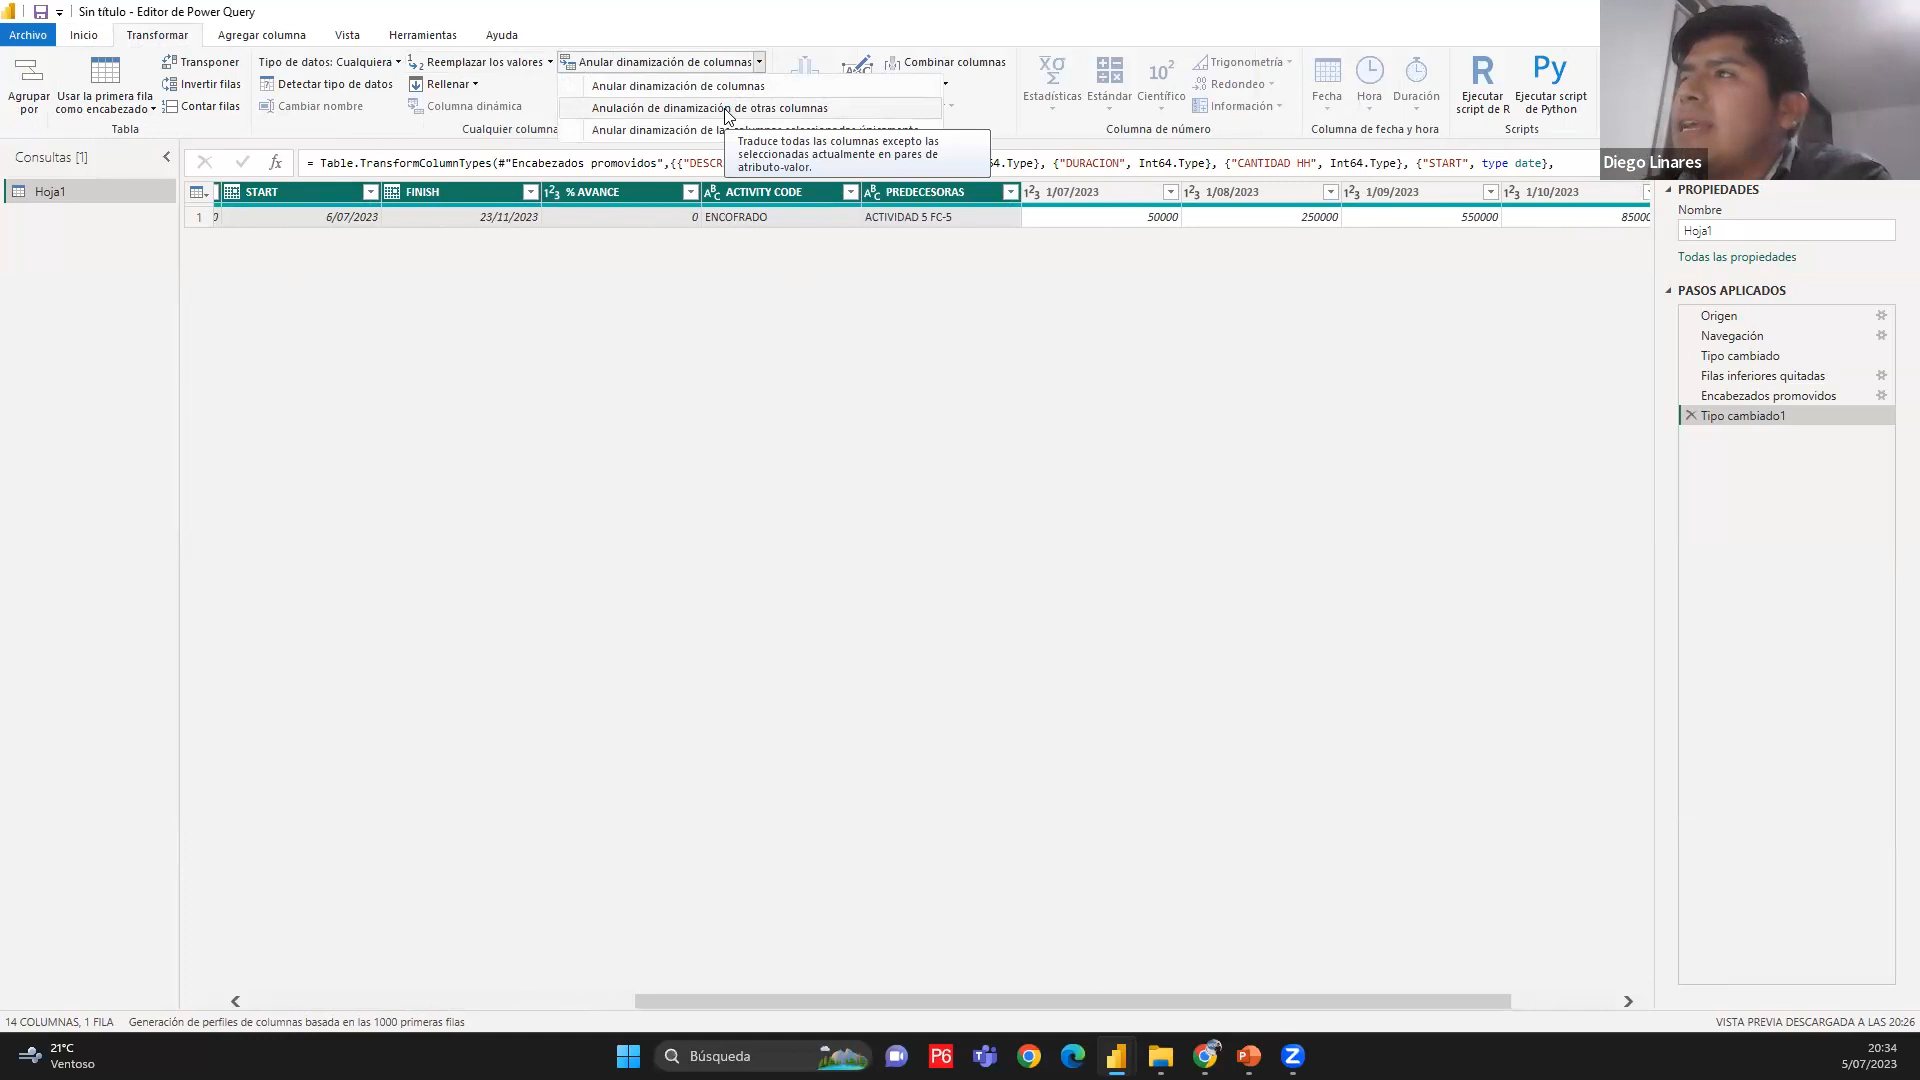 Sin título - Editor de Power Query
Archivo
Inicio
Transformar
Agregar columna
Vista
Herramientas
Ayuda
Agrupar por
Usar la primera fila como encabezado
Transponer
Invertir filas
Contar filas
Tabla
Tipo de datos: Cualquiera
Detectar tipo de datos
Cambiar nombre
Reemplazar los valores
Rellenar
Columna dinámica
Cualquier columna
Anular dinamización de columnas
Anular dinamización de columnas
Anulación de dinamización de otras columnas
Anular dinamización de las columnas seleccionadas únicamente
Traduce todas las columnas excepto las
seleccionadas actualmente en pares de
atributo-valor.
Combinar columnas
Estadísticas
Estándar
Científico
Trigonometría
Redondeo
Información
Columna de número
Fecha
Hora
Duración
Columna de fecha y hora
Ejecutar script de R
Ejecutar script de Python
Scripts
Diego Linares
Consultas [1]
Hoja1
= Table.TransformColumnTypes(#"Encabezados promovidos",{{"DESCR 64.Type}, {"DURACION", Int64.Type}, {"CANTIDAD HH", Int64.Type}, {"START", type date},
START FINISH % AVANCE ACTIVITY CODE PREDECESORAS 1/07/2023 1/08/2023 1/09/2023 1/10/2023
1 0 6/07/2023 23/11/2023 0 ENCOFRADO ACTIVIDAD 5 FC-5 50000 250000 550000 85000
PROPIEDADES
Nombre
Hoja1
Todas las propiedades
PASOS APLICADOS
Origen
Navegación
Tipo cambiado
Filas inferiores quitadas
Encabezados promovidos
Tipo cambiado1
14 COLUMNAS, 1 FILA
Generación de perfiles de columnas basada en las 1000 primeras filas
VISTA PREVIA DESCARGADA A LAS 20:26
21°C
Ventoso
Búsqueda
P6
20:34
5/07/2023